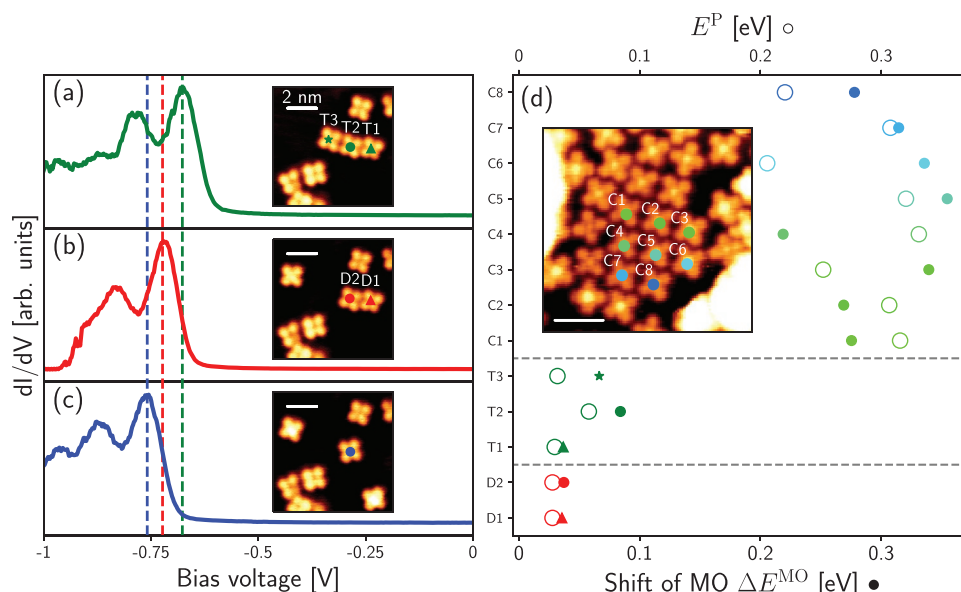 (a)
2 nm
T3
T2 T1
(b)
D2 D1
(c)
dI/dV [arb. units]
-1
-0.75
-0.5
-0.25
0
Bias voltage [V]
E^P [eV] ○
0
0.1
0.2
0.3
(d)
C8
C7
C6
C5
C4
C3
C2
C1
T3
T2
T1
D2
D1
C1
C2
C3
C4
C5
C6
C7
C8
0
0.1
0.2
0.3
Shift of MO ΔE^MO [eV] ●